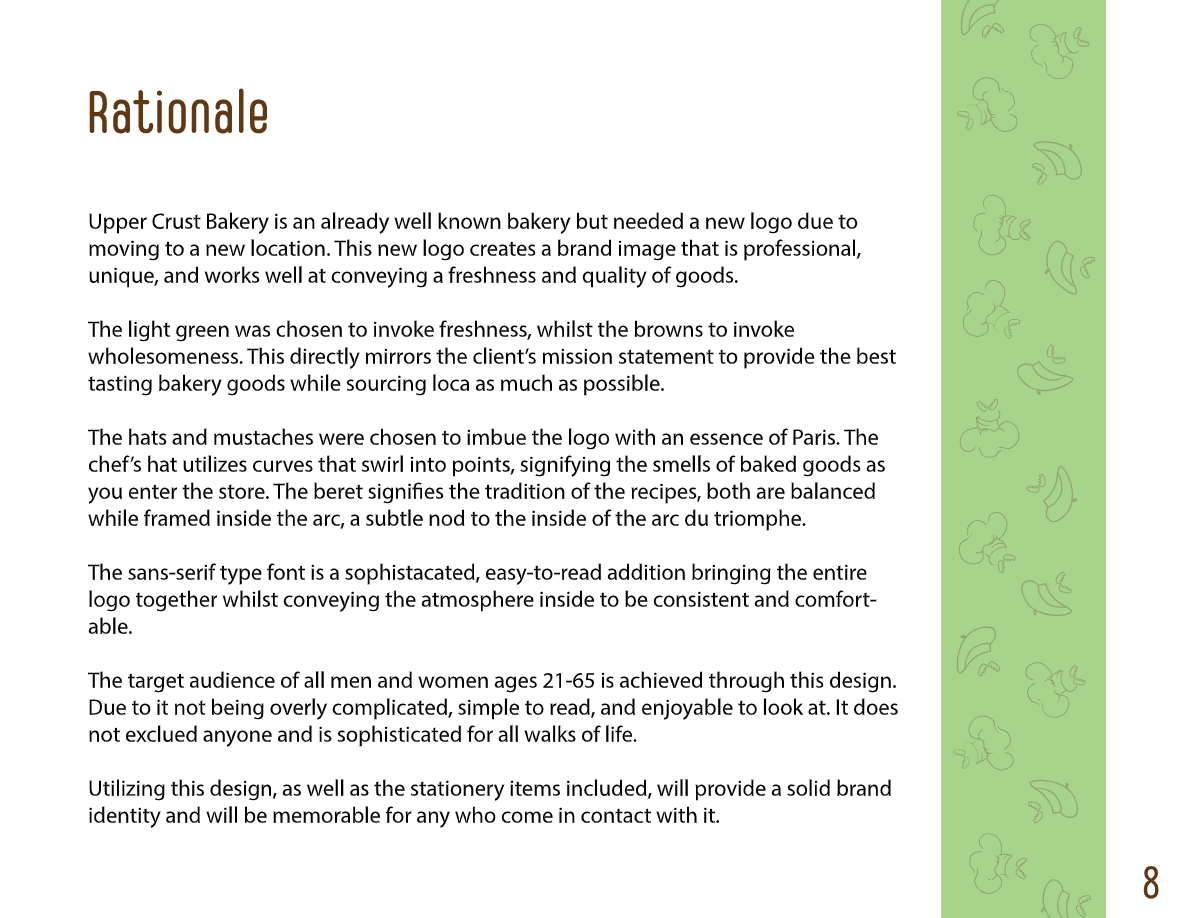 Rationale
Upper Crust Bakery is an already well known bakery but needed a new logo due to
moving to a new location. This new logo creates a brand image that is professional,
unique, and works well at conveying a freshness and quality of goods.
The light green was chosen to invoke freshness, whilst the browns to invoke
wholesomeness. This directly mirrors the client’s mission statement to provide the best
tasting bakery goods while sourcing loca as much as possible.
The hats and mustaches were chosen to imbue the logo with an essence of Paris. The
chef’s hat utilizes curves that swirl into points, signifying the smells of baked goods as
you enter the store. The beret signifies the tradition of the recipes, both are balanced
while framed inside the arc, a subtle nod to the inside of the arc du triomphe.
The sans-serif type font is a sophistacated, easy-to-read addition bringing the entire
logo together whilst conveying the atmosphere inside to be consistent and comfort-
able.
The target audience of all men and women ages 21-65 is achieved through this design.
Due to it not being overly complicated, simple to read, and enjoyable to look at. It does
not exclued anyone and is sophisticated for all walks of life.
Utilizing this design, as well as the stationery items included, will provide a solid brand
identity and will be memorable for any who come in contact with it.
8